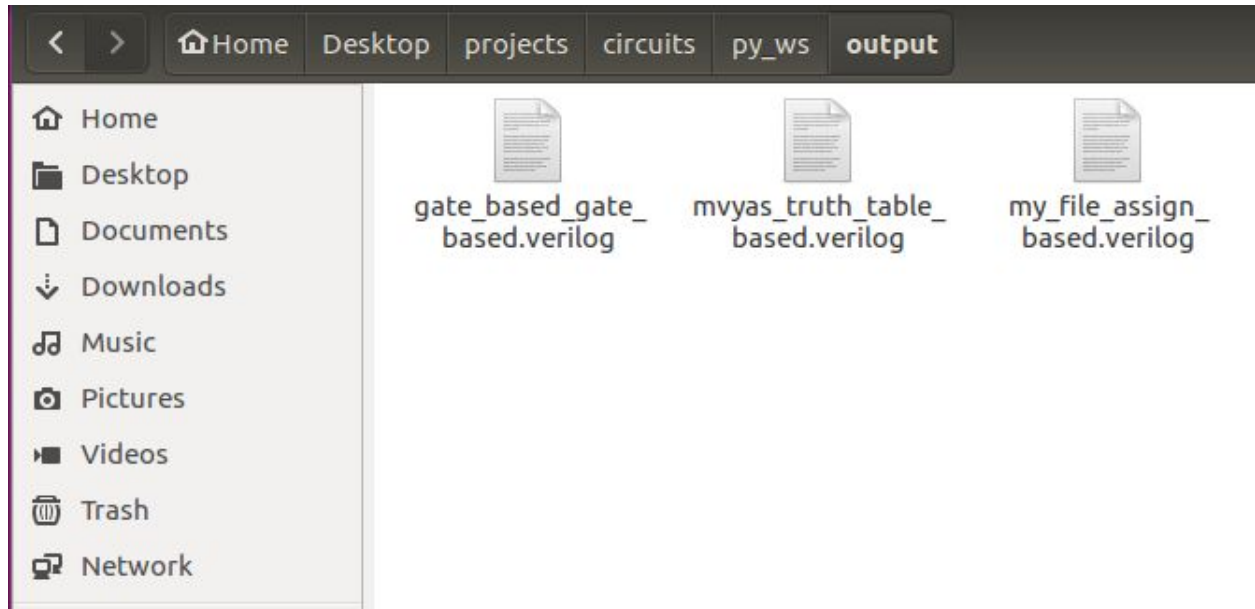 Home Desktop projects circuits py_ws output
Home
Desktop
Documents
Downloads
Music
Pictures
Videos
Trash
Network
gate_based_gate_
based.verilog
mvyas_truth_table_
based.verilog
my_file_assign_
based.verilog